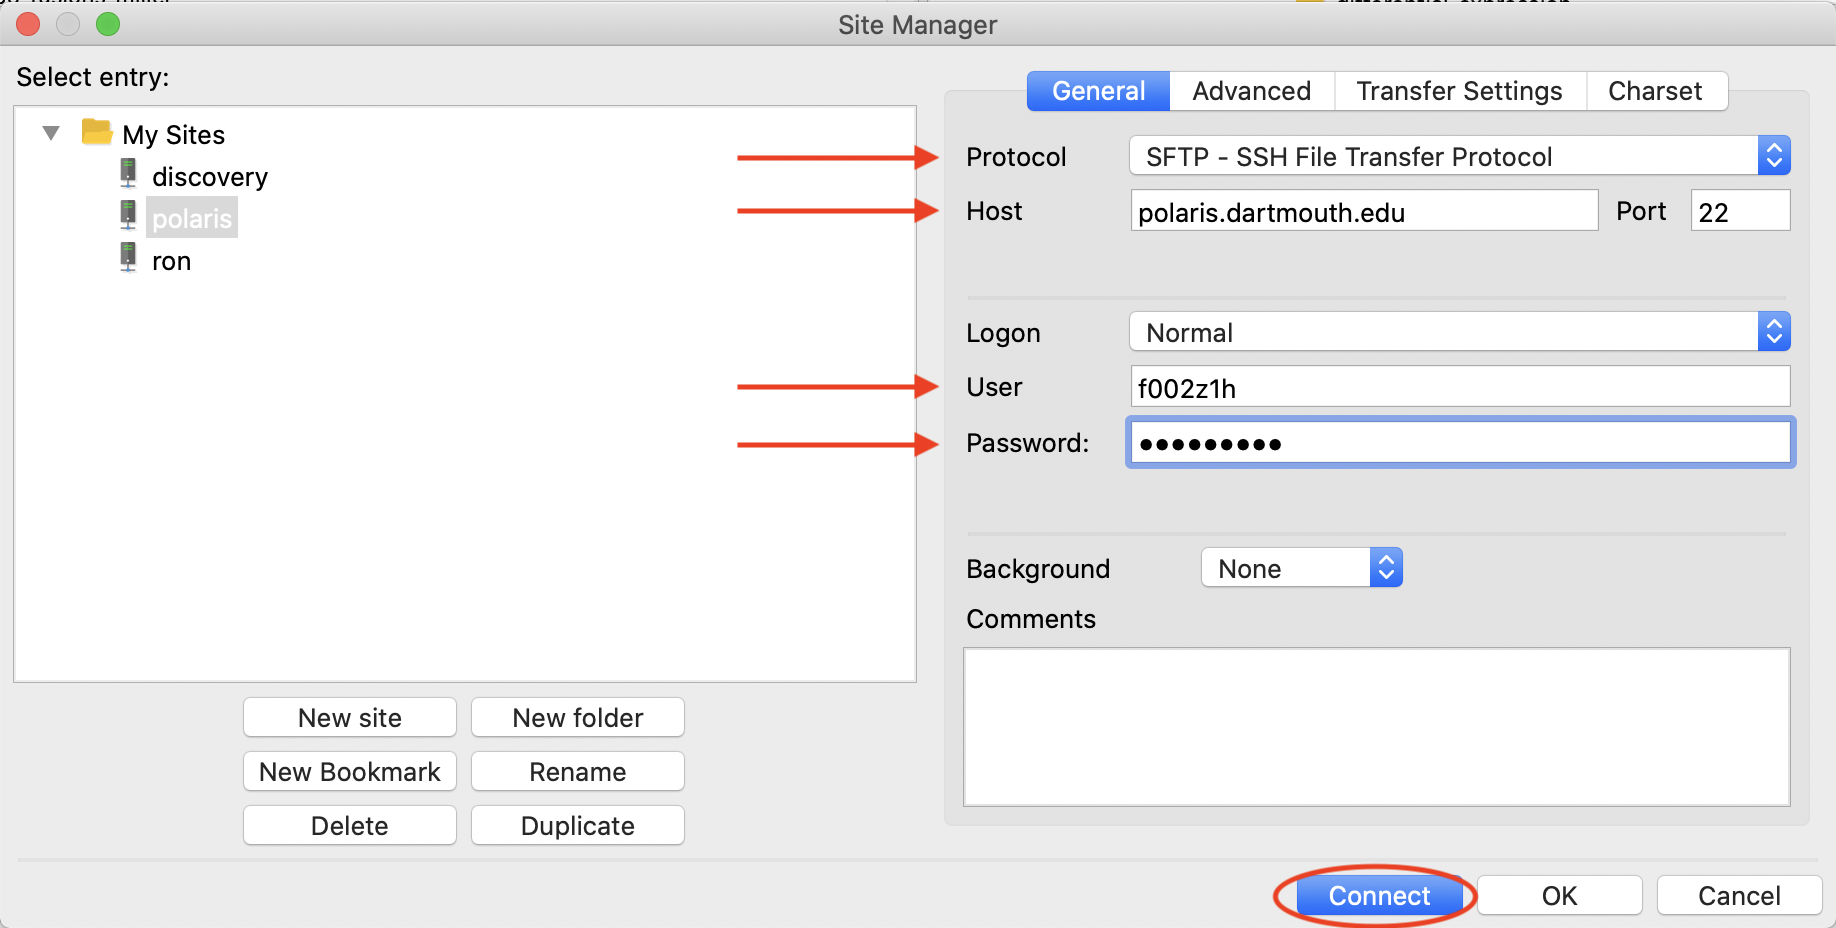 differential expression
Site Manager
Select entry:
My Sites
discovery
polaris
ron
New site
New folder
New Bookmark
Rename
Delete
Duplicate
General
Advanced
Transfer Settings
Charset
Protocol
SFTP - SSH File Transfer Protocol
Host
polaris.dartmouth.edu
Port
22
Logon
Normal
User
f002z1h
Password:
Background
None
Comments
Connect
OK
Cancel